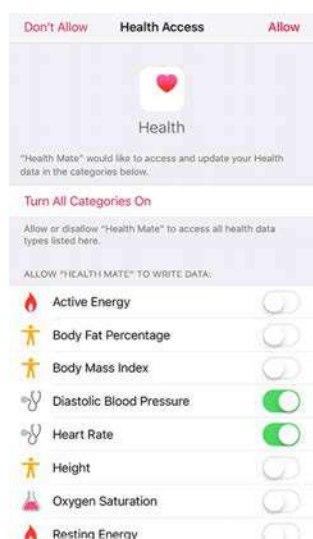 Don't Allow Health Access Allow
Health
"Health Mate" would like to access and update your Health
data in the categories below.
Turn All Categories On
Allow or disallow "Health Mate" to access all health data
types listed here.
ALLOW "HEALTH MATE" TO WRITE DATA:
Active Energy
Body Fat Percentage
Body Mass Index
Diastolic Blood Pressure
Heart Rate
Height
Oxygen Saturation
Resting Energy